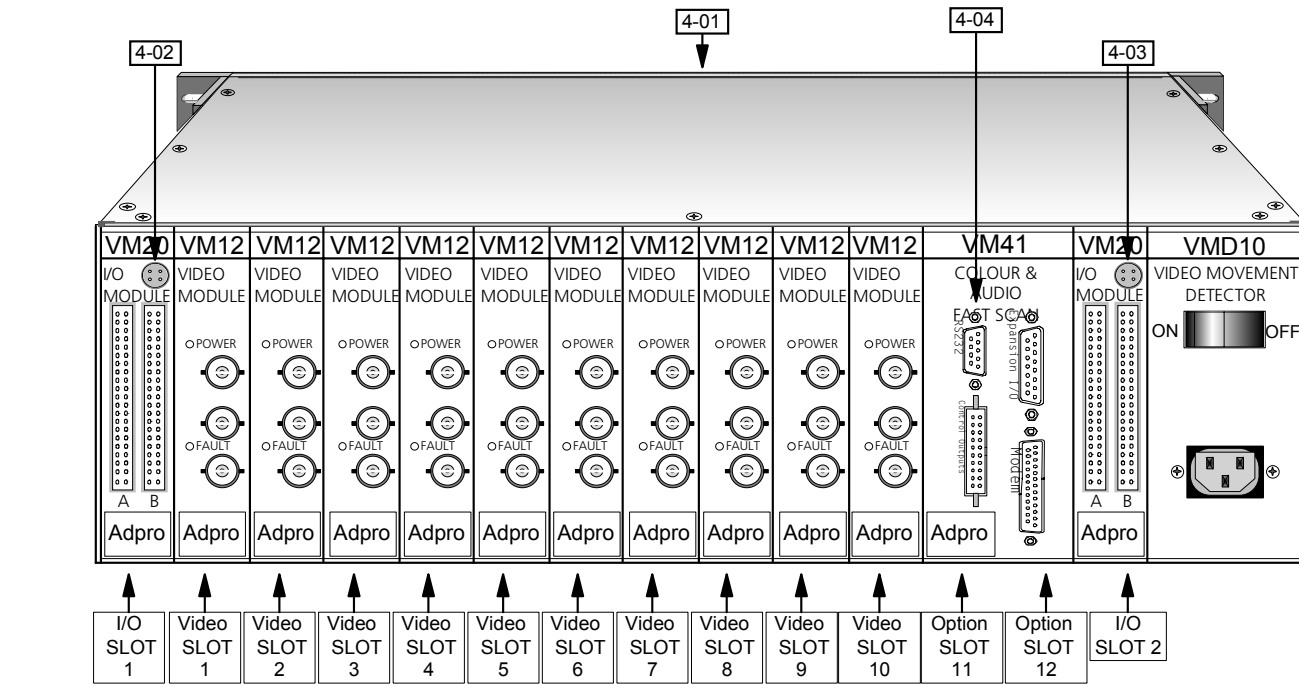 4-01
4-04
4-02
4-03
VM20 VM12 VM12 VM12 VM12 VM12 VM12 VM12 VM12 VM12 VM12 VM41 VM20 VMD10
I/O MODULE
VIDEO MODULE
VIDEO MODULE
VIDEO MODULE
VIDEO MODULE
VIDEO MODULE
VIDEO MODULE
VIDEO MODULE
VIDEO MODULE
VIDEO MODULE
VIDEO MODULE
COLOUR &
AUDIO
FAST SCAN
I/O MODULE
VIDEO MOVEMENT
DETECTOR
ON OFF
POWER POWER POWER POWER POWER POWER POWER POWER POWER POWER
RS232
Expansion I/O
FAULT FAULT FAULT FAULT FAULT FAULT FAULT FAULT FAULT FAULT
Control Outputs
Modem
A B
A B
Adpro Adpro Adpro Adpro Adpro Adpro Adpro Adpro Adpro Adpro Adpro Adpro Adpro
I/O
SLOT
1
Video
SLOT
1
Video
SLOT
2
Video
SLOT
3
Video
SLOT
4
Video
SLOT
5
Video
SLOT
6
Video
SLOT
7
Video
SLOT
8
Video
SLOT
9
Video
SLOT
10
Option
SLOT
11
Option
SLOT
12
I/O
SLOT 2